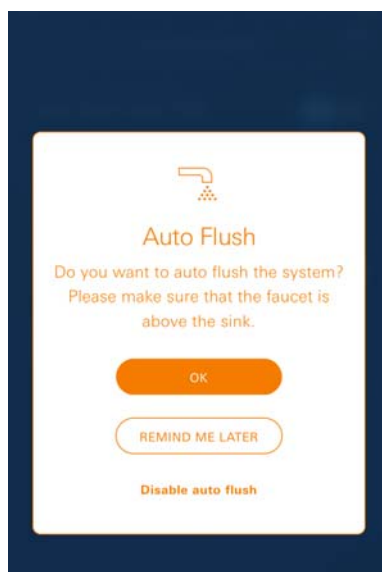 Auto Flush
Do you want to auto flush the system?
Please make sure that the faucet is
above the sink.
OK
REMIND ME LATER
Disable auto flush